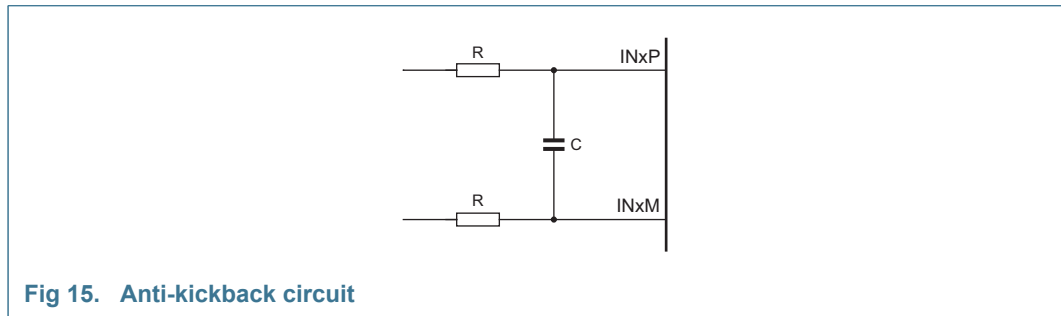 R
INxP
C
R
INxM
Fig 15. Anti-kickback circuit